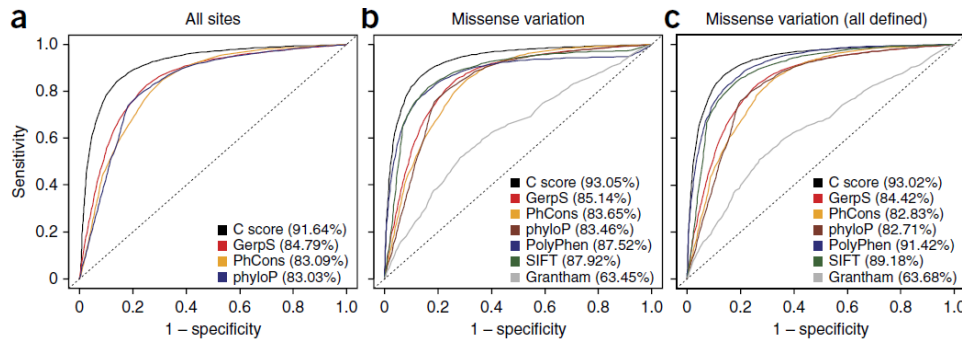 a
All sites
Sensitivity
1.0
0.8
0.6
0.4
0.2
0
C score (91.64%)
GerpS (84.79%)
PhCons (83.09%)
phyloP (83.03%)
0 0.2 0.4 0.6 0.8 1.0
1 – specificity
b
Missense variation
C score (93.05%)
GerpS (85.14%)
PhCons (83.65%)
phyloP (83.46%)
PolyPhen (87.52%)
SIFT (87.92%)
Grantham (63.45%)
0 0.2 0.4 0.6 0.8 1.0
1 – specificity
c
Missense variation (all defined)
C score (93.02%)
GerpS (84.42%)
PhCons (82.83%)
phyloP (82.71%)
PolyPhen (91.42%)
SIFT (89.18%)
Grantham (63.68%)
0 0.2 0.4 0.6 0.8 1.0
1 – specificity